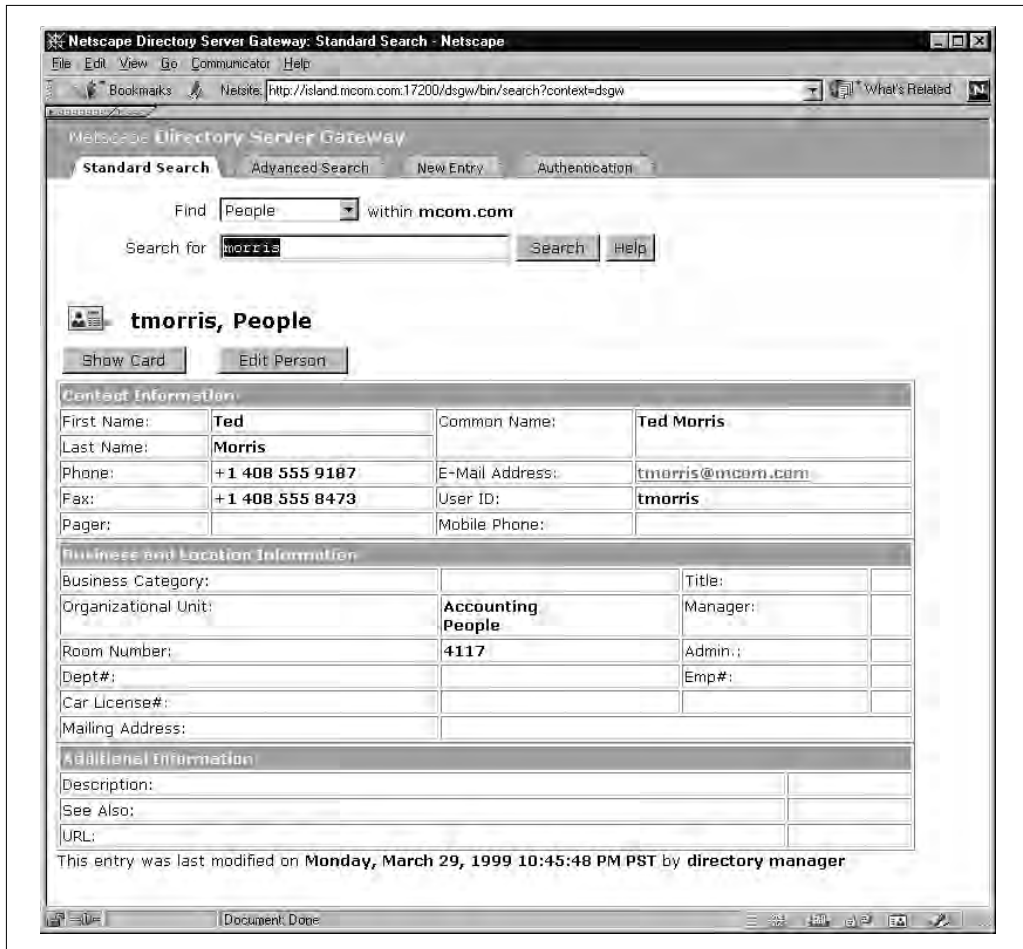 Netscape Directory Server Gateway: Standard Search - Netscape
File Edit View Go Communicator Help
Bookmarks Netsite: http://island.mcom.com:17200/dsgw/bin/search?context=dsgw What's Related N
Netscape Directory Server Gateway
Standard Search Advanced Search New Entry Authentication
Find People within mcom.com
Search for morris Search Help
tmorris, People
Show Card Edit Person
Contact Information
First Name: Ted Common Name: Ted Morris
Last Name: Morris
Phone: +1 408 555 9187 E-Mail Address: tmorris@mcom.com
Fax: +1 408 555 8473 User ID: tmorris
Pager: Mobile Phone:
Business and Location Information
Business Category: Title:
Organizational Unit: Accounting Manager:
People
Room Number: 4117 Admin.:
Dept#: Emp#:
Car License#:
Mailing Address:
Additional Information
Description:
See Also:
URL:
This entry was last modified on Monday, March 29, 1999 10:45:48 PM PST by directory manager
Document: Done